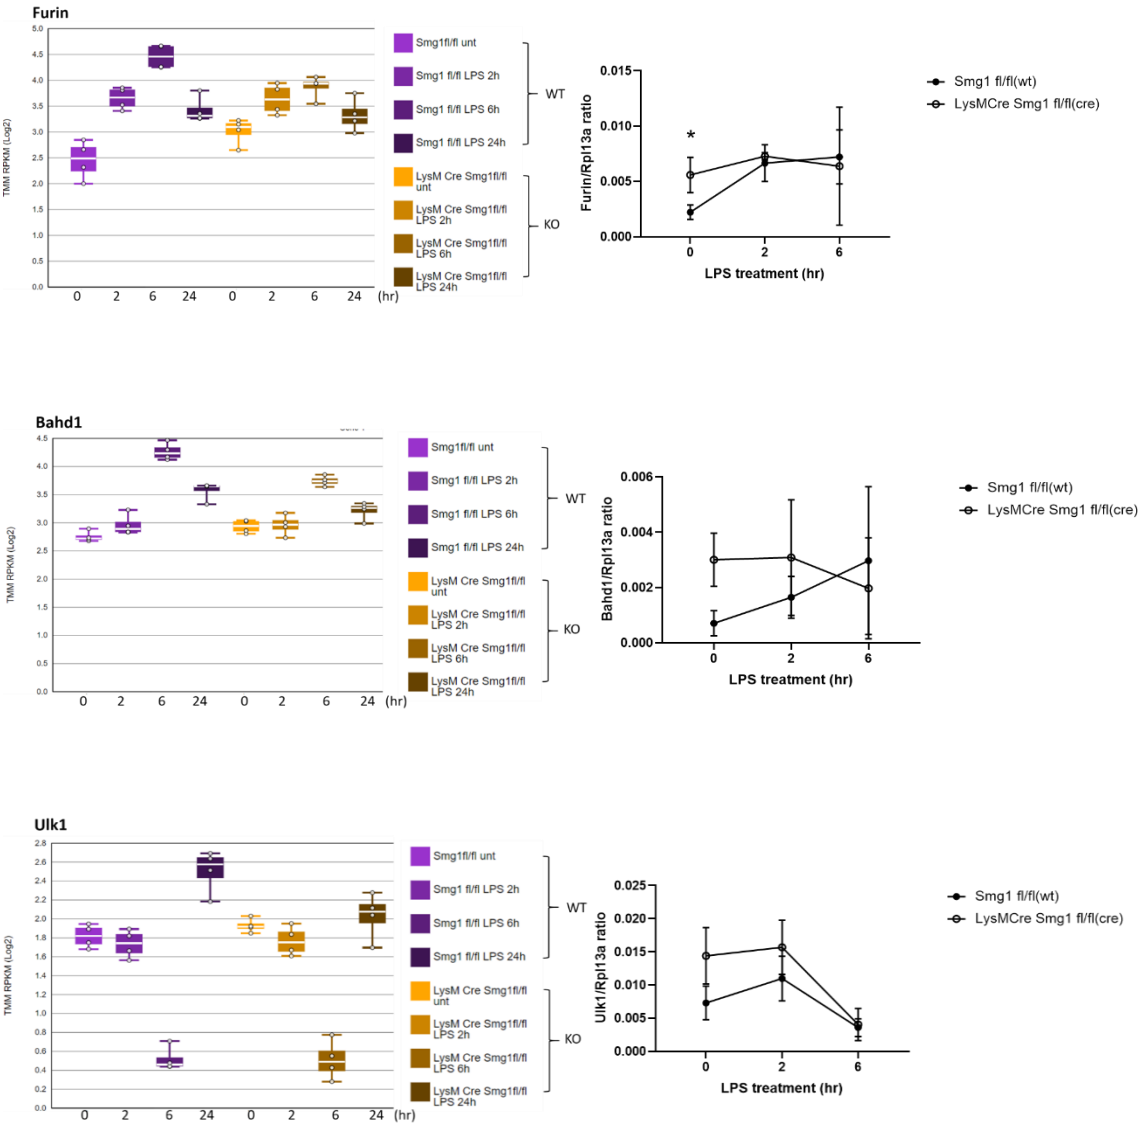 Furin
TMM RPKM (Log2)
5.0
4.5
4.0
3.5
3.0
2.5
2.0
1.5
1.0
0.5
0.0
0 2 6 24 0 2 6 24 (hr)
Smg1fl/fl unt
Smg1 fl/fl LPS 2h
Smg1 fl/fl LPS 6h
Smg1 fl/fl LPS 24h
WT
LysM Cre Smg1fl/fl
unt
LysM Cre Smg1fl/fl
LPS 2h
LysM Cre Smg1fl/fl
LPS 6h
LysM Cre Smg1fl/fl
LPS 24h
KO
Furin/Rpl13a ratio
0.015
0.010
0.005
0.000
*
0 2 6
LPS treatment (hr)
Smg1 fl/fl(wt)
LysMCre Smg1 fl/fl(cre)
Bahd1
TMM RPKM (Log2)
4.5
4.0
3.5
3.0
2.5
2.0
1.5
1.0
0.5
0.0
0 2 6 24 0 2 6 24 (hr)
Smg1fl/fl unt
Smg1 fl/fl LPS 2h
Smg1 fl/fl LPS 6h
Smg1 fl/fl LPS 24h
WT
LysM Cre Smg1fl/fl
unt
LysM Cre Smg1fl/fl
LPS 2h
LysM Cre Smg1fl/fl
LPS 6h
LysM Cre Smg1fl/fl
LPS 24h
KO
Bahd1/Rpl13a ratio
0.006
0.004
0.002
0.000
0 2 6
LPS treatment (hr)
Smg1 fl/fl(wt)
LysMCre Smg1 fl/fl(cre)
Ulk1
TMM RPKM (Log2)
2.8
2.6
2.4
2.2
2.0
1.8
1.6
1.4
1.2
1.0
0.8
0.6
0.4
0.2
0.0
0 2 6 24 0 2 6 24 (hr)
Smg1fl/fl unt
Smg1 fl/fl LPS 2h
Smg1 fl/fl LPS 6h
Smg1 fl/fl LPS 24h
WT
LysM Cre Smg1fl/fl
unt
LysM Cre Smg1fl/fl
LPS 2h
LysM Cre Smg1fl/fl
LPS 6h
LysM Cre Smg1fl/fl
LPS 24h
KO
Ulk1/Rpl13a ratio
0.025
0.020
0.015
0.010
0.005
0.000
0 2 6
LPS treatment (hr)
Smg1 fl/fl(wt)
LysMCre Smg1 fl/fl(cre)